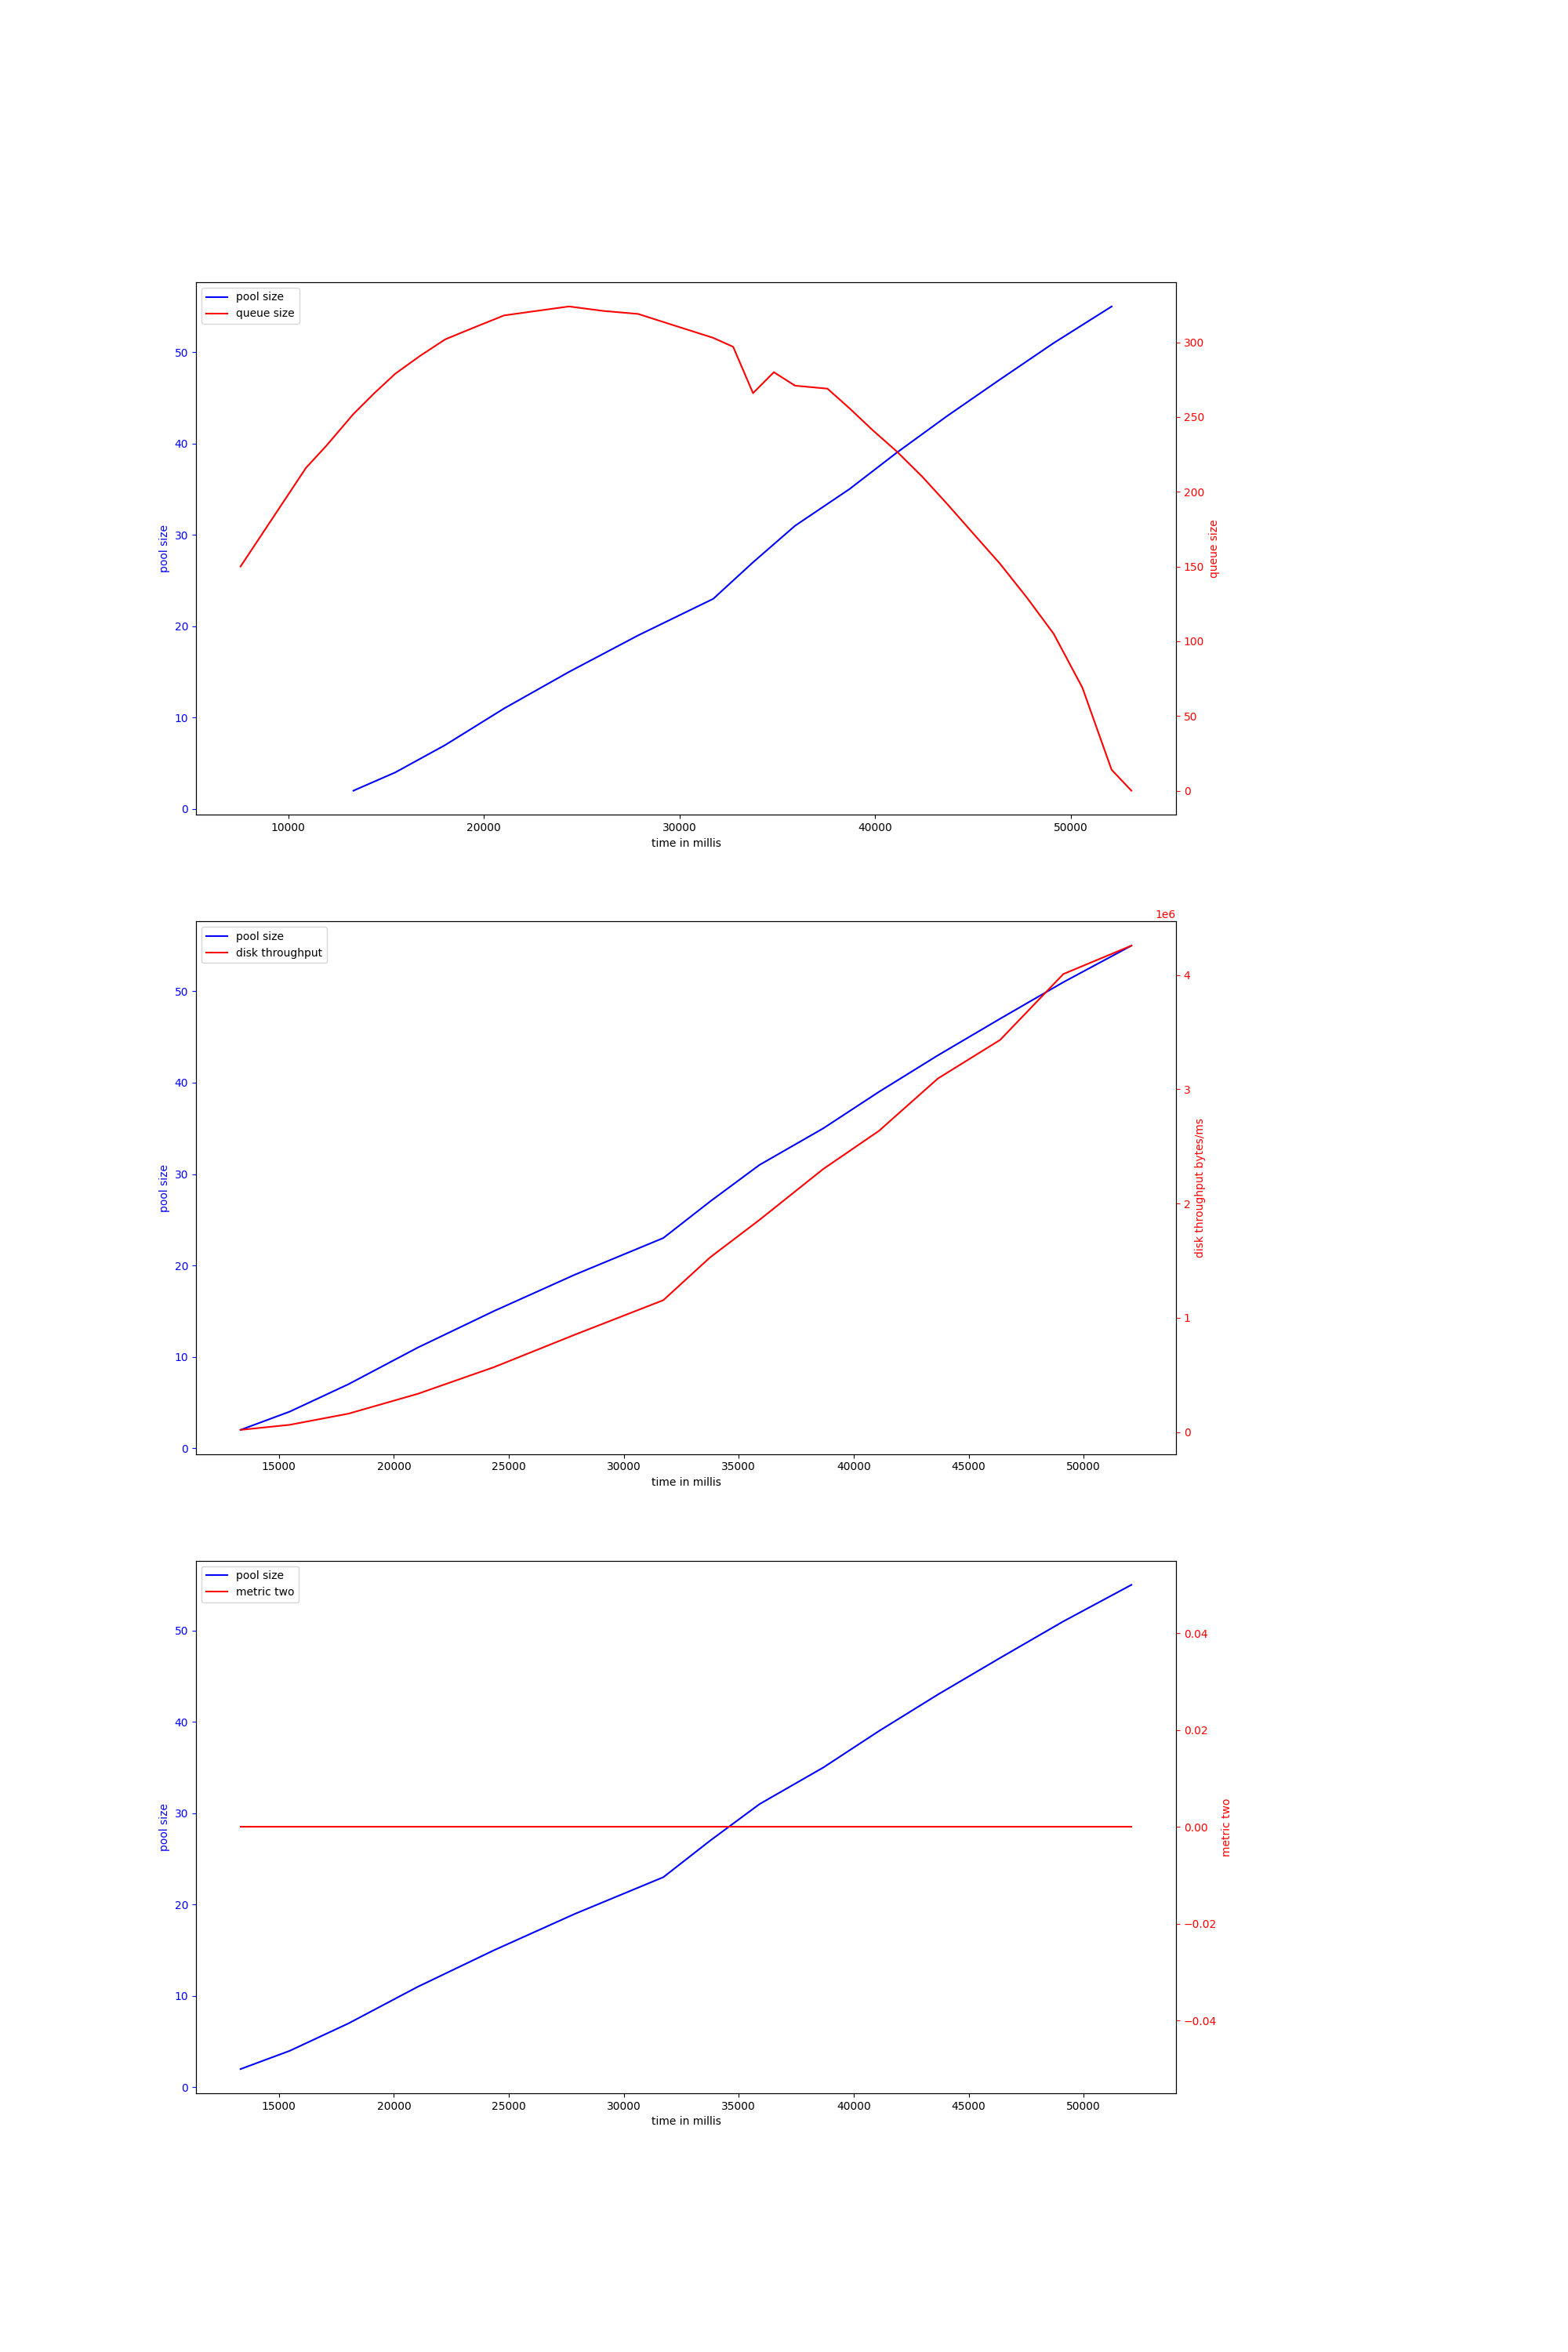 pool size
queue size
50
40
30
20
10
0
pool size
300
250
200
150
100
50
0
queue size
10000 20000 30000 40000 50000
time in millis
1e6
pool size
disk throughput
50
40
30
20
10
0
pool size
4
3
2
1
0
disk throughput bytes/ms
15000 20000 25000 30000 35000 40000 45000 50000
time in millis
pool size
metric two
50
40
30
20
10
0
pool size
0.04
0.02
0.00
−0.02
−0.04
metric two
15000 20000 25000 30000 35000 40000 45000 50000
time in millis